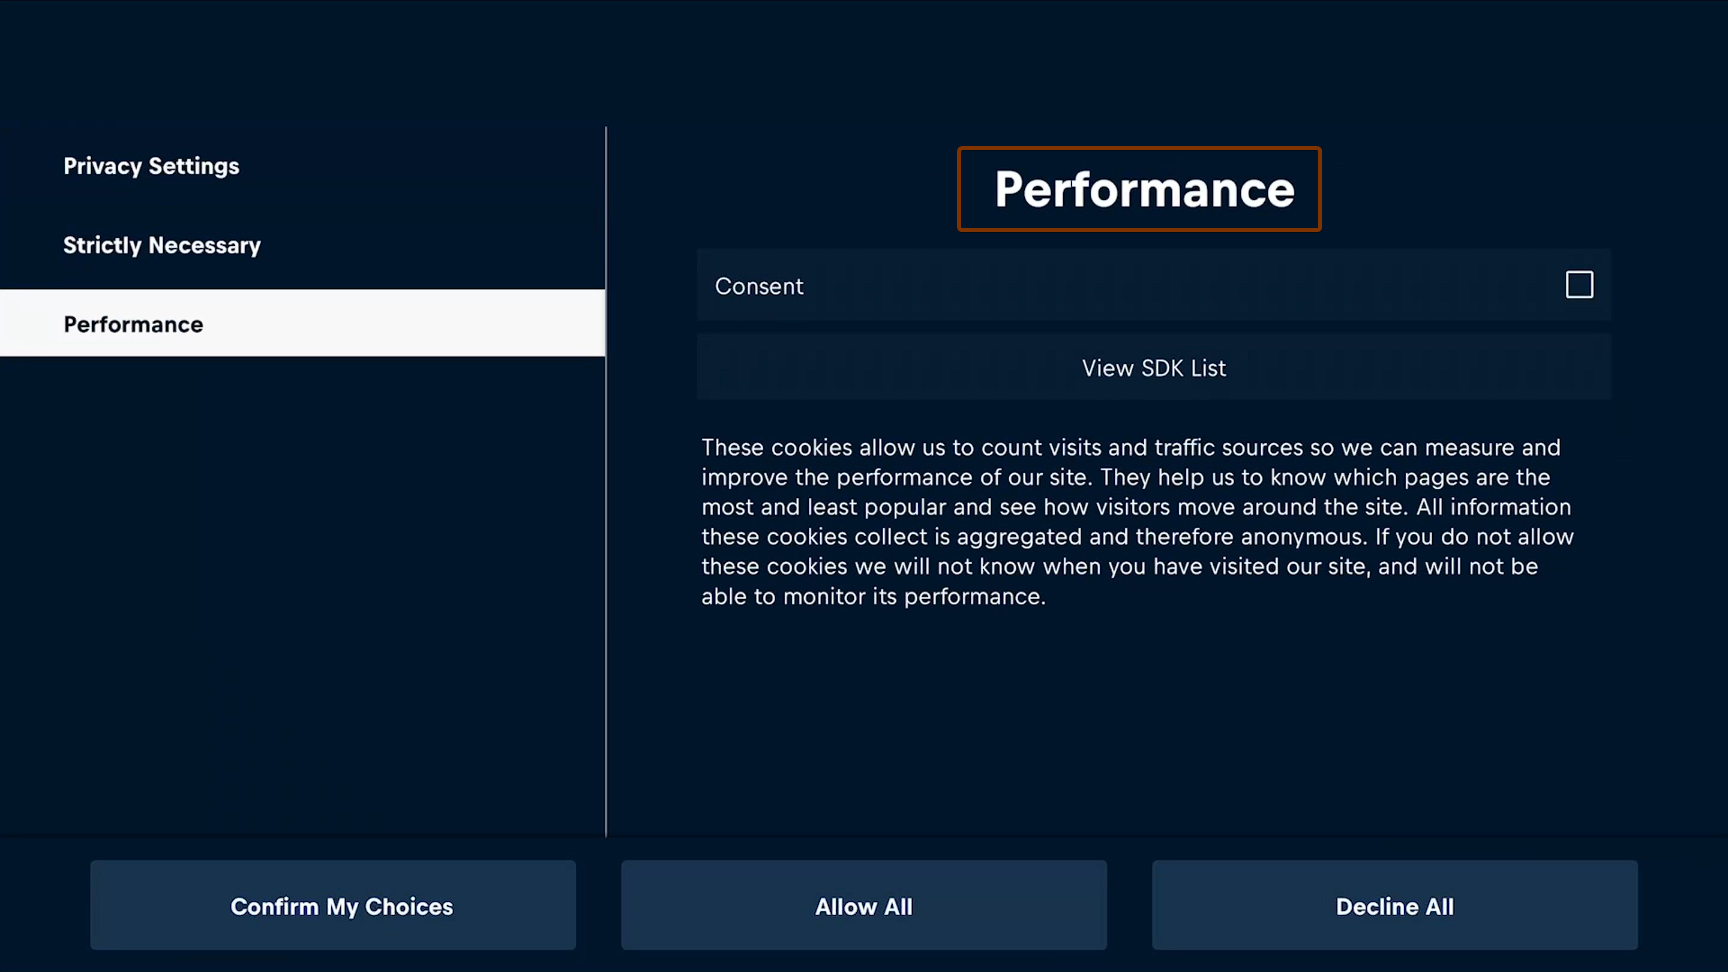 Privacy Settings
Strictly Necessary
Performance
Performance
Consent
View SDK List
These cookies allow us to count visits and traffic sources so we can measure and
improve the performance of our site. They help us to know which pages are the
most and least popular and see how visitors move around the site. All information
these cookies collect is aggregated and therefore anonymous. If you do not allow
these cookies we will not know when you have visited our site, and will not be
able to monitor its performance.
Confirm My Choices
Allow All
Decline All